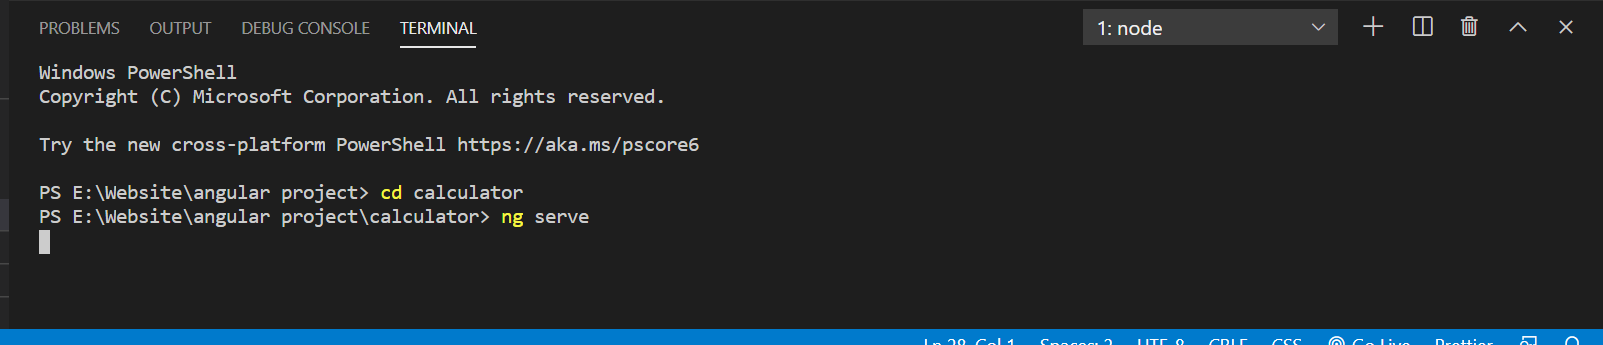 PROBLEMS OUTPUT DEBUG CONSOLE TERMINAL 1: node
Windows PowerShell
Copyright (C) Microsoft Corporation. All rights reserved.
Try the new cross-platform PowerShell https://aka.ms/pscore6
PS E:\Website\angular project> cd calculator
PS E:\Website\angular project\calculator> ng serve
Ln 28, Col 1 Spaces: 2 UTF-8 CRLF CSS Go Live Prettier